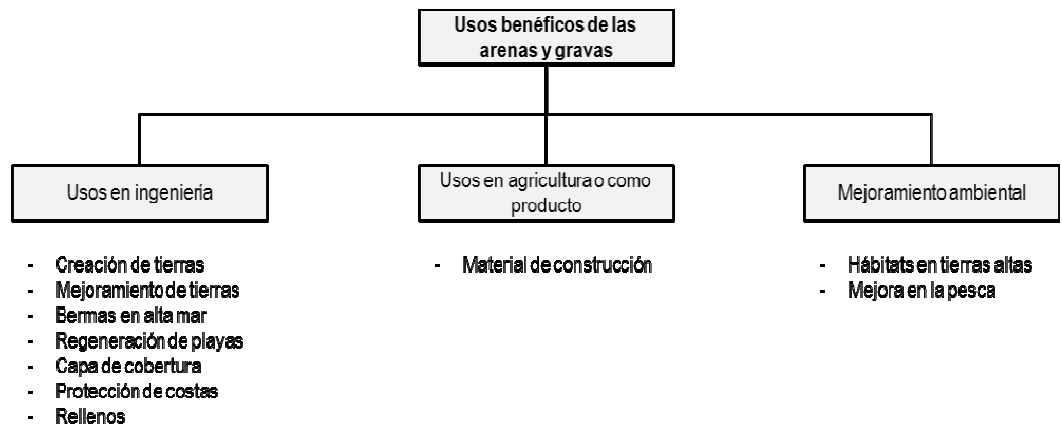 Usos benéficos de las
arenas y gravas
Usos en ingeniería
Usos en agricultura o como
producto
Mejoramiento ambiental
- Creación de tierras
- Mejoramiento de tierras
- Bermas en alta mar
- Regeneración de playas
- Capa de cobertura
- Protección de costas
- Rellenos
- Material de construcción
- Hábitats en tierras altas
- Mejora en la pesca